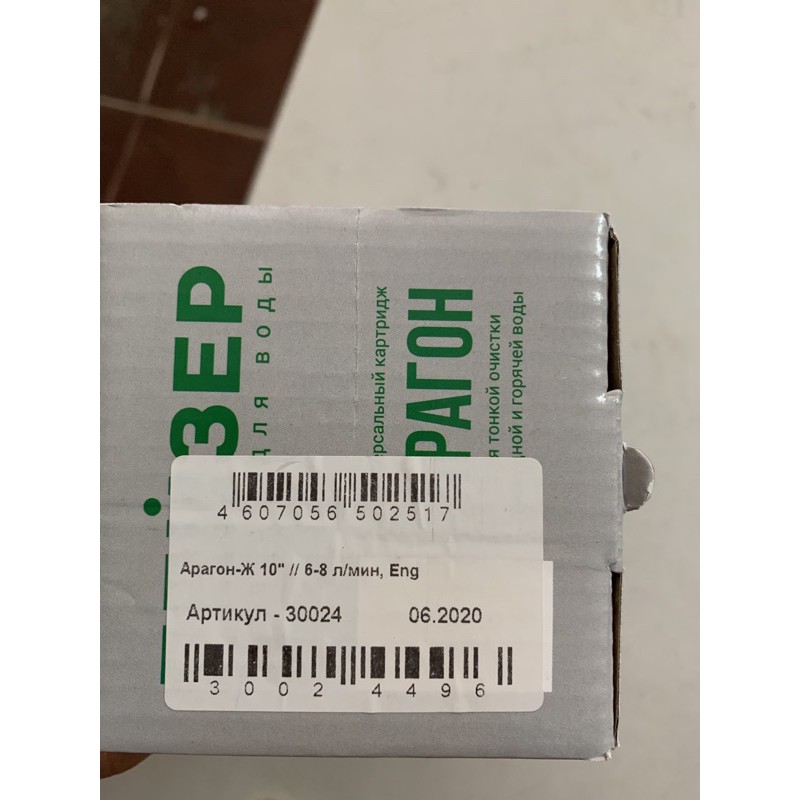 ЗЕР
для воды
ерсальный картридж
РАГОН
я тонкой очистки
ной и горячей воды
4 607056 502517
Арагон-Ж 10" // 6-8 л/мин, Eng
Артикул - 30024 06.2020
3002 4496